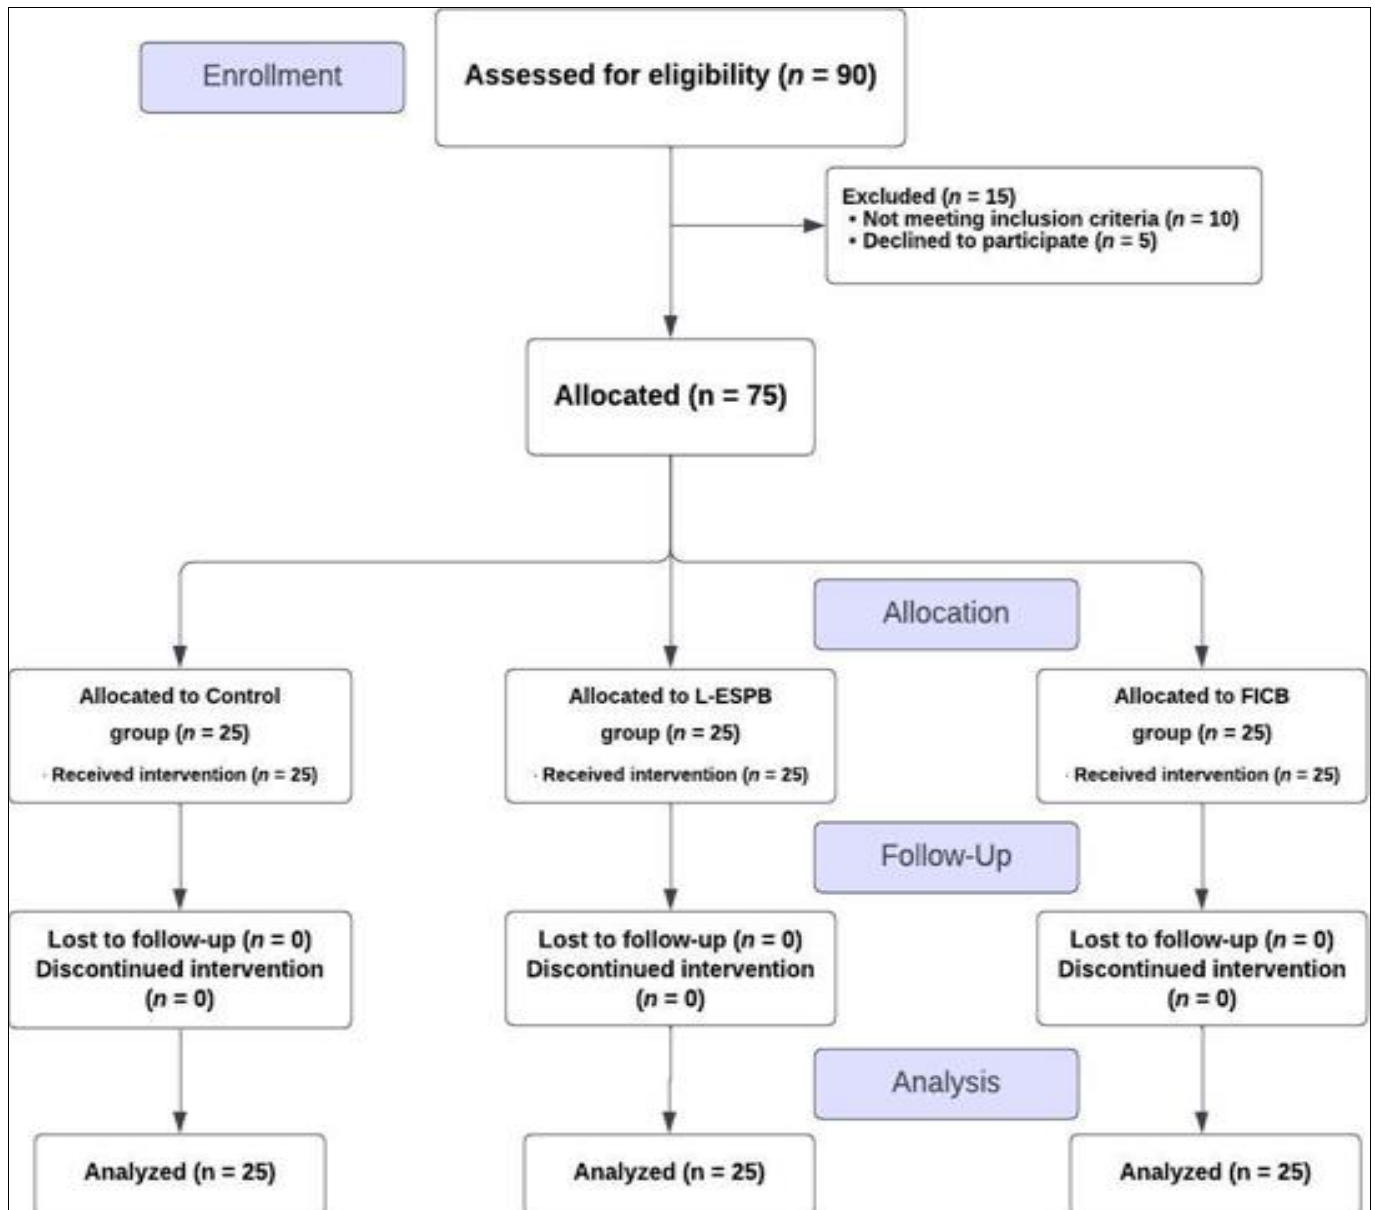 Enrollment
Assessed for eligibility (n = 90)
Excluded (n = 15)
• Not meeting inclusion criteria (n = 10)
• Declined to participate (n = 5)
Allocated (n = 75)
Allocation
Allocated to Control
group (n = 25)
· Received intervention (n = 25)
Allocated to L-ESPB
group (n = 25)
· Received intervention (n = 25)
Allocated to FICB
group (n = 25)
· Received intervention (n = 25)
Follow-Up
Lost to follow-up (n = 0)
Discontinued intervention
(n = 0)
Lost to follow-up (n = 0)
Discontinued intervention
(n = 0)
Lost to follow-up (n = 0)
Discontinued intervention
(n = 0)
Analysis
Analyzed (n = 25)
Analyzed (n = 25)
Analyzed (n = 25)